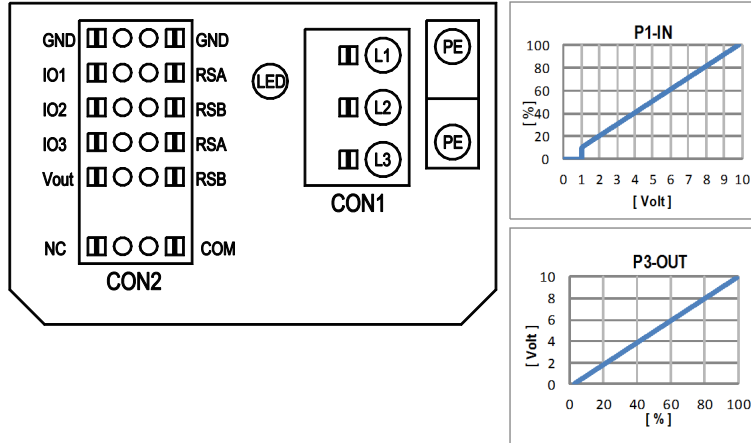 GND GND
IO1 RSA
IO2 RSB
IO3 RSA
Vout RSB
NC COM
CON2
LED
L1
L2
L3
CON1
PE
PE
P1-IN
[ % ]
100
80
60
40
20
0
0 1 2 3 4 5 6 7 8 9 10
[ Volt ]
P3-OUT
[ Volt ]
10
8
6
4
2
0
0 20 40 60 80 100
[ % ]